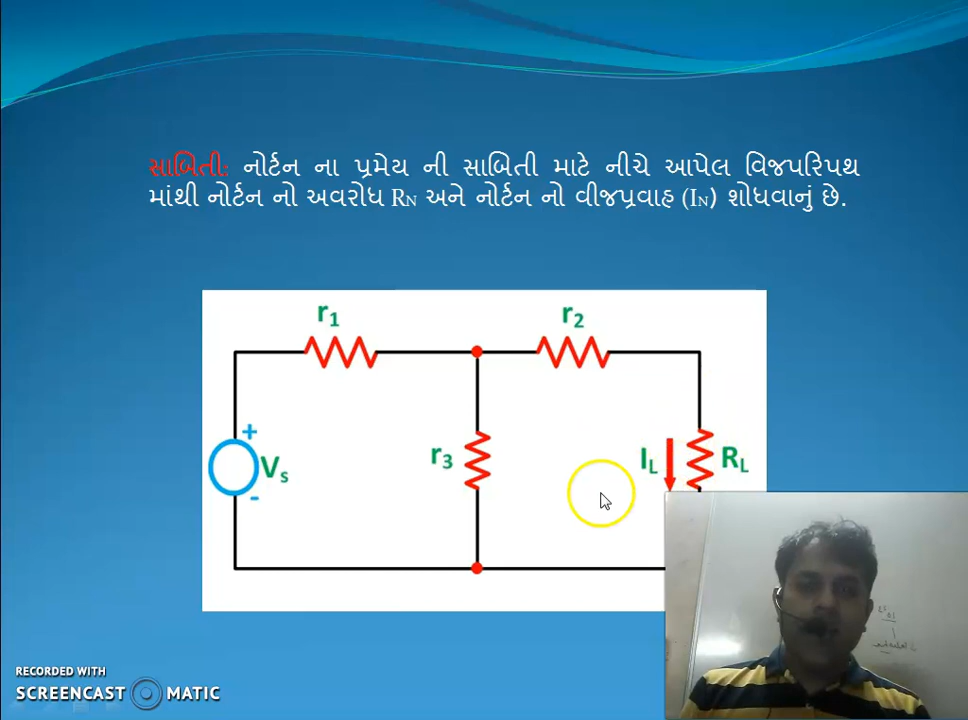 સાબિતી: નોર્ટન ના પ્રમેય ની સાબિતી માટે નીચે આપેલ વિજપરિપથ
માંથી નોર્ટન નો અવરોધ RN અને નોર્ટન નો વીજપ્રવાહ (IN) શોધવાનું છે.
r1
r2
+
Vs
-
r3
IL
RL
RECORDED WITH
SCREENCAST MATIC